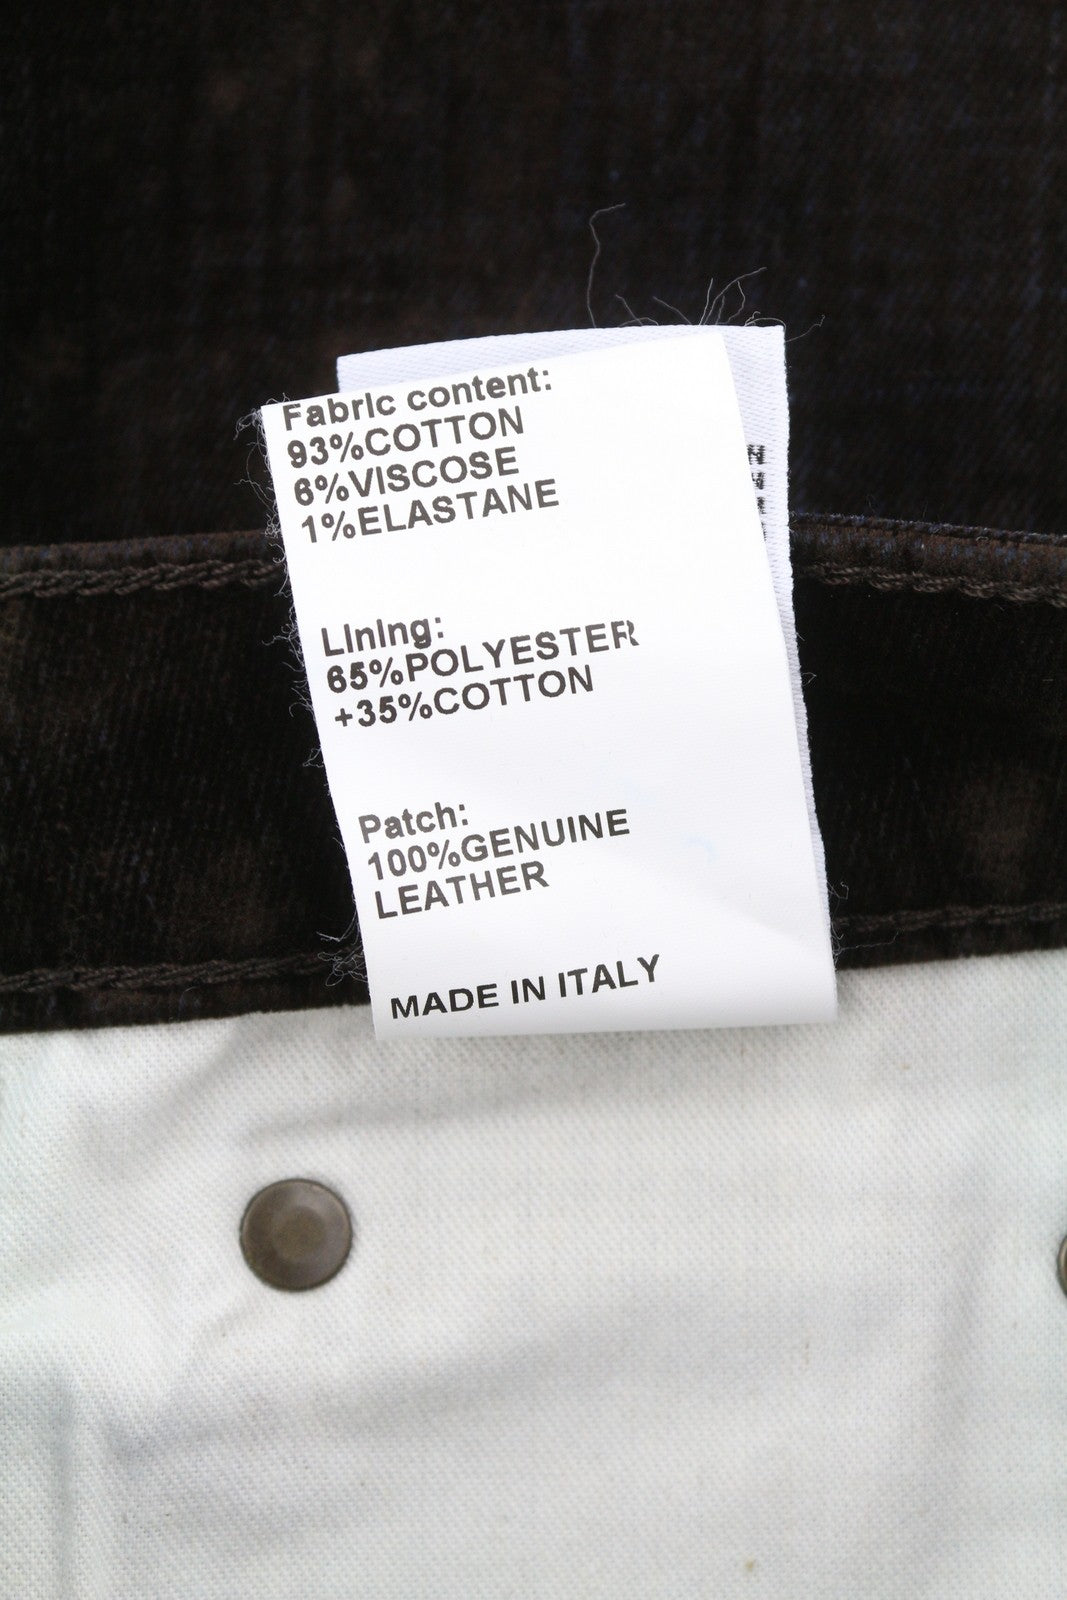 Fabric content:
93%COTTON
6%VISCOSE
1%ELASTANE
Lining:
65%POLYESTER
+35%COTTON
Patch:
100%GENUINE
LEATHER
MADE IN ITALY